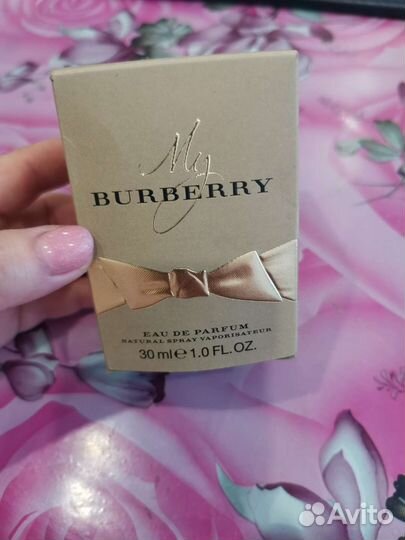 My
BURBERRY
EAU DE PARFUM
NATURAL SPRAY VAPORISATEUR
30 ml ℮ 1.0 FL.OZ.
Avito